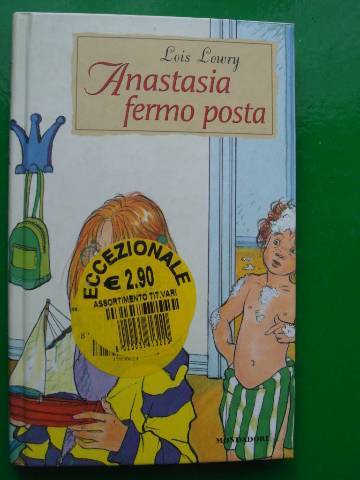 Lois Lowry
Anastasia
fermo posta
ECCEZIONALE
€ 2.90
ASSORTIMENTO TIT.VARI
MONDADORI